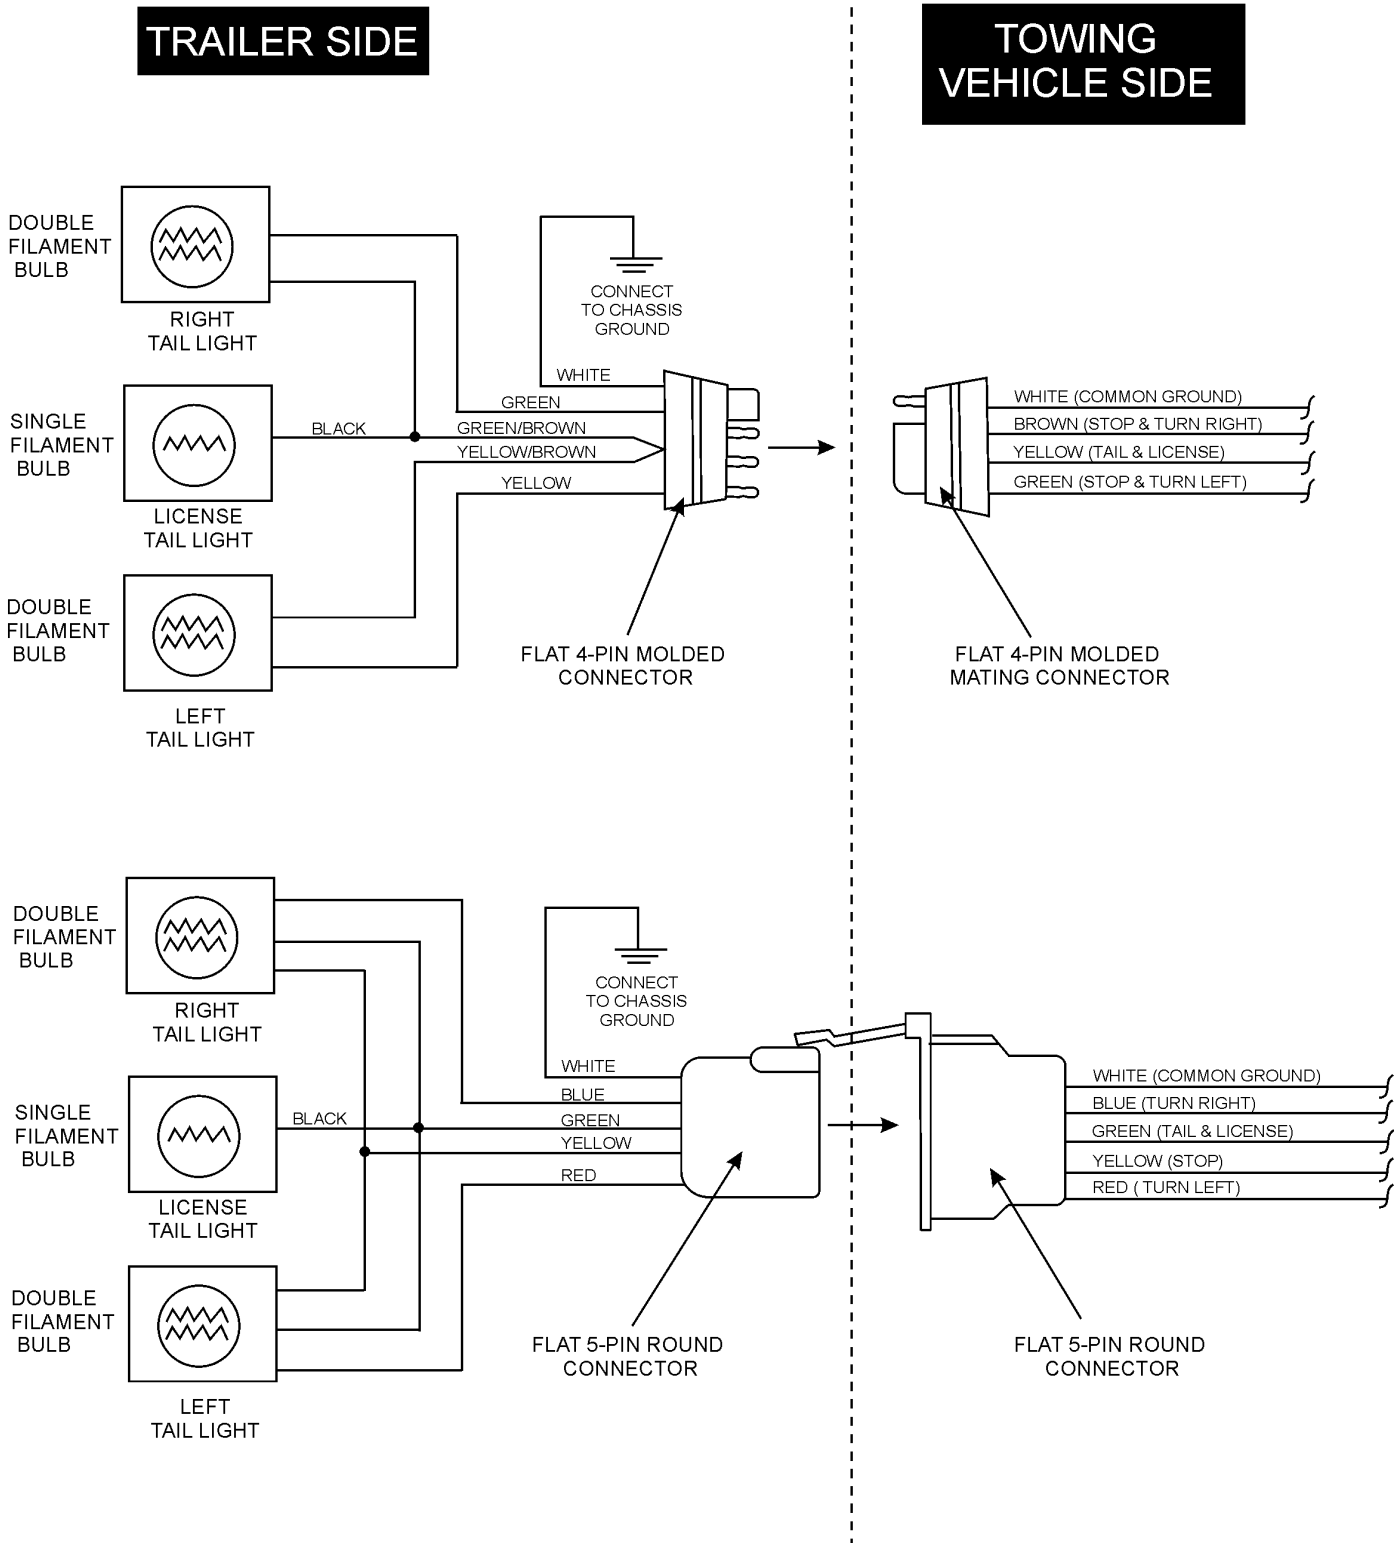 TRAILER SIDE
TOWING
VEHICLE SIDE
DOUBLE
FILAMENT
BULB
RIGHT
TAIL LIGHT
CONNECT
TO CHASSIS
GROUND
WHITE
GREEN
SINGLE
FILAMENT
BULB
BLACK
GREEN/BROWN
YELLOW/BROWN
YELLOW
WHITE (COMMON GROUND)
BROWN (STOP & TURN RIGHT)
YELLOW (TAIL & LICENSE)
GREEN (STOP & TURN LEFT)
LICENSE
TAIL LIGHT
DOUBLE
FILAMENT
BULB
LEFT
TAIL LIGHT
FLAT 4-PIN MOLDED
CONNECTOR
FLAT 4-PIN MOLDED
MATING CONNECTOR
DOUBLE
FILAMENT
BULB
RIGHT
TAIL LIGHT
CONNECT
TO CHASSIS
GROUND
WHITE
BLUE
SINGLE
FILAMENT
BULB
BLACK
GREEN
YELLOW
RED
WHITE (COMMON GROUND)
BLUE (TURN RIGHT)
GREEN (TAIL & LICENSE)
YELLOW (STOP)
RED ( TURN LEFT)
LICENSE
TAIL LIGHT
DOUBLE
FILAMENT
BULB
LEFT
TAIL LIGHT
FLAT 5-PIN ROUND
CONNECTOR
FLAT 5-PIN ROUND
CONNECTOR